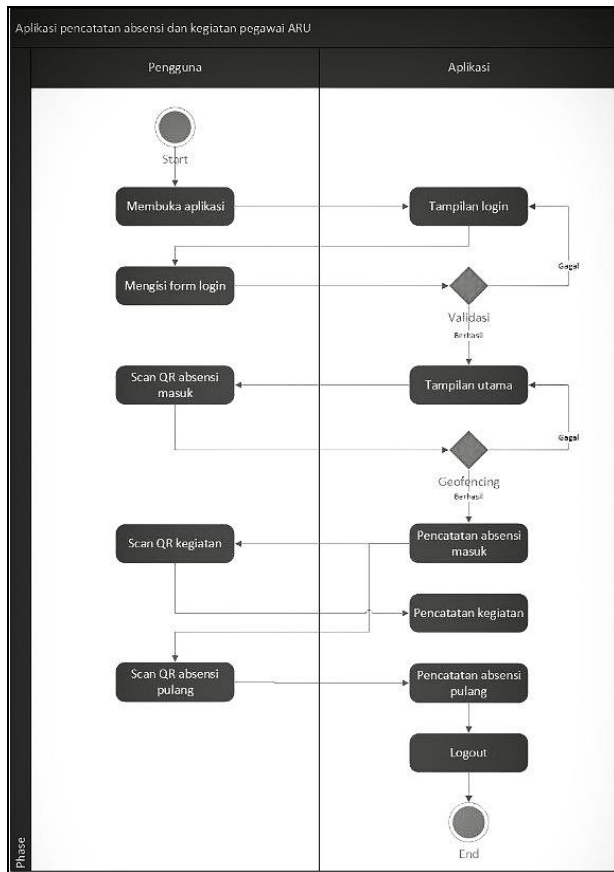 Aplikasi pencatatan absensi dan kegiatan pegawai ARU
Pengguna
Aplikasi
Start
Membuka aplikasi
Tampilan login
Mengisi form login
Gagal
Validasi
Berhasil
Scan QR absensi
masuk
Tampilan utama
Gagal
Geofencing
Berhasil
Scan QR kegiatan
Pencatatan absensi
masuk
Pencatatan kegiatan
Scan QR absensi
pulang
Pencatatan absensi
pulang
Logout
End
Phase